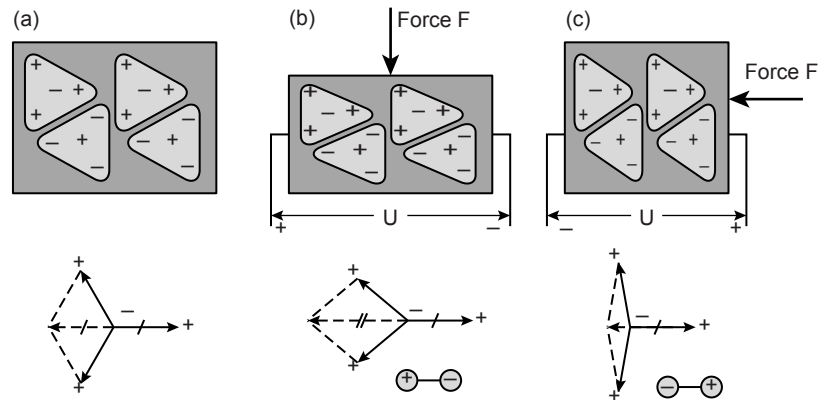 (a)
(b)
Force F
(c)
Force F
+ + − + + + − +
− − + − − − + −
+ + − + + + − +
− − + − − − + −
+ + − + + + − +
− − + − − − + −
U
+ −
U
− +
+ − + +
+ − + +
+ −
+ − + +
− +